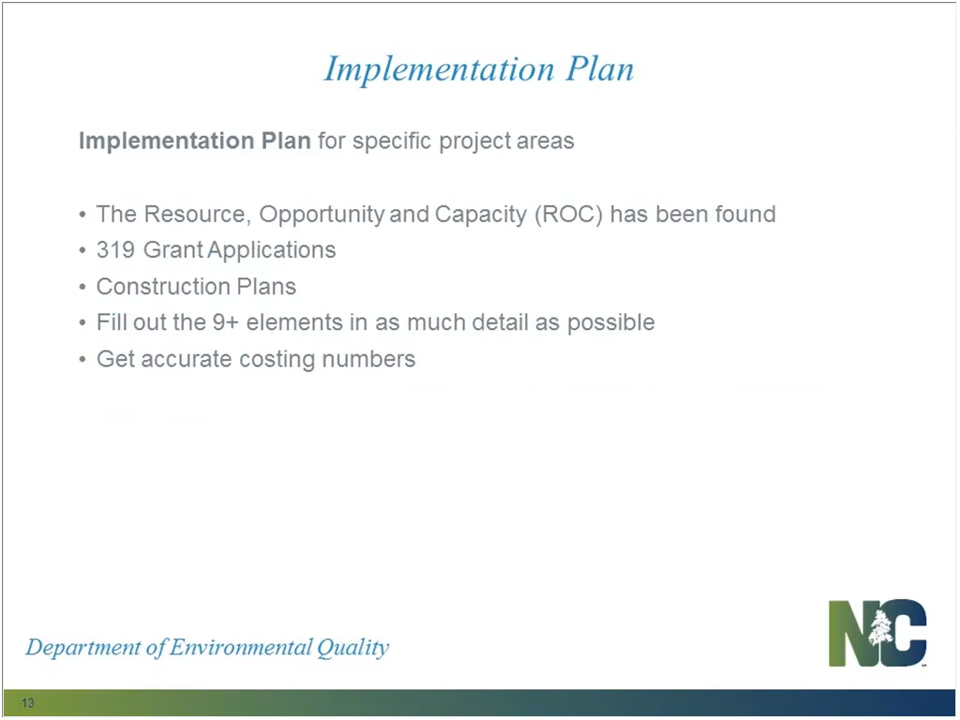 Implementation Plan
Implementation Plan for specific project areas
• The Resource, Opportunity and Capacity (ROC) has been found
• 319 Grant Applications
• Construction Plans
• Fill out the 9+ elements in as much detail as possible
• Get accurate costing numbers
Department of Environmental Quality
NC
13